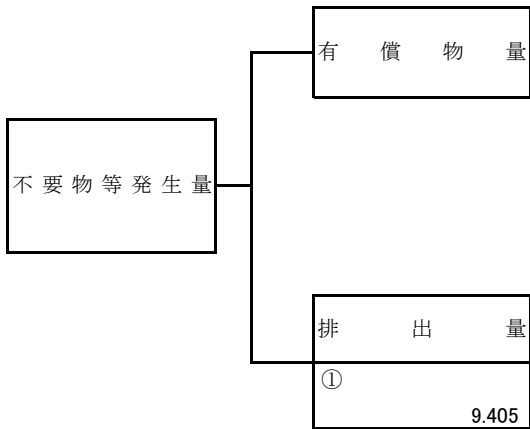 有償物量
不要物等発生量
排出量
①
9.405